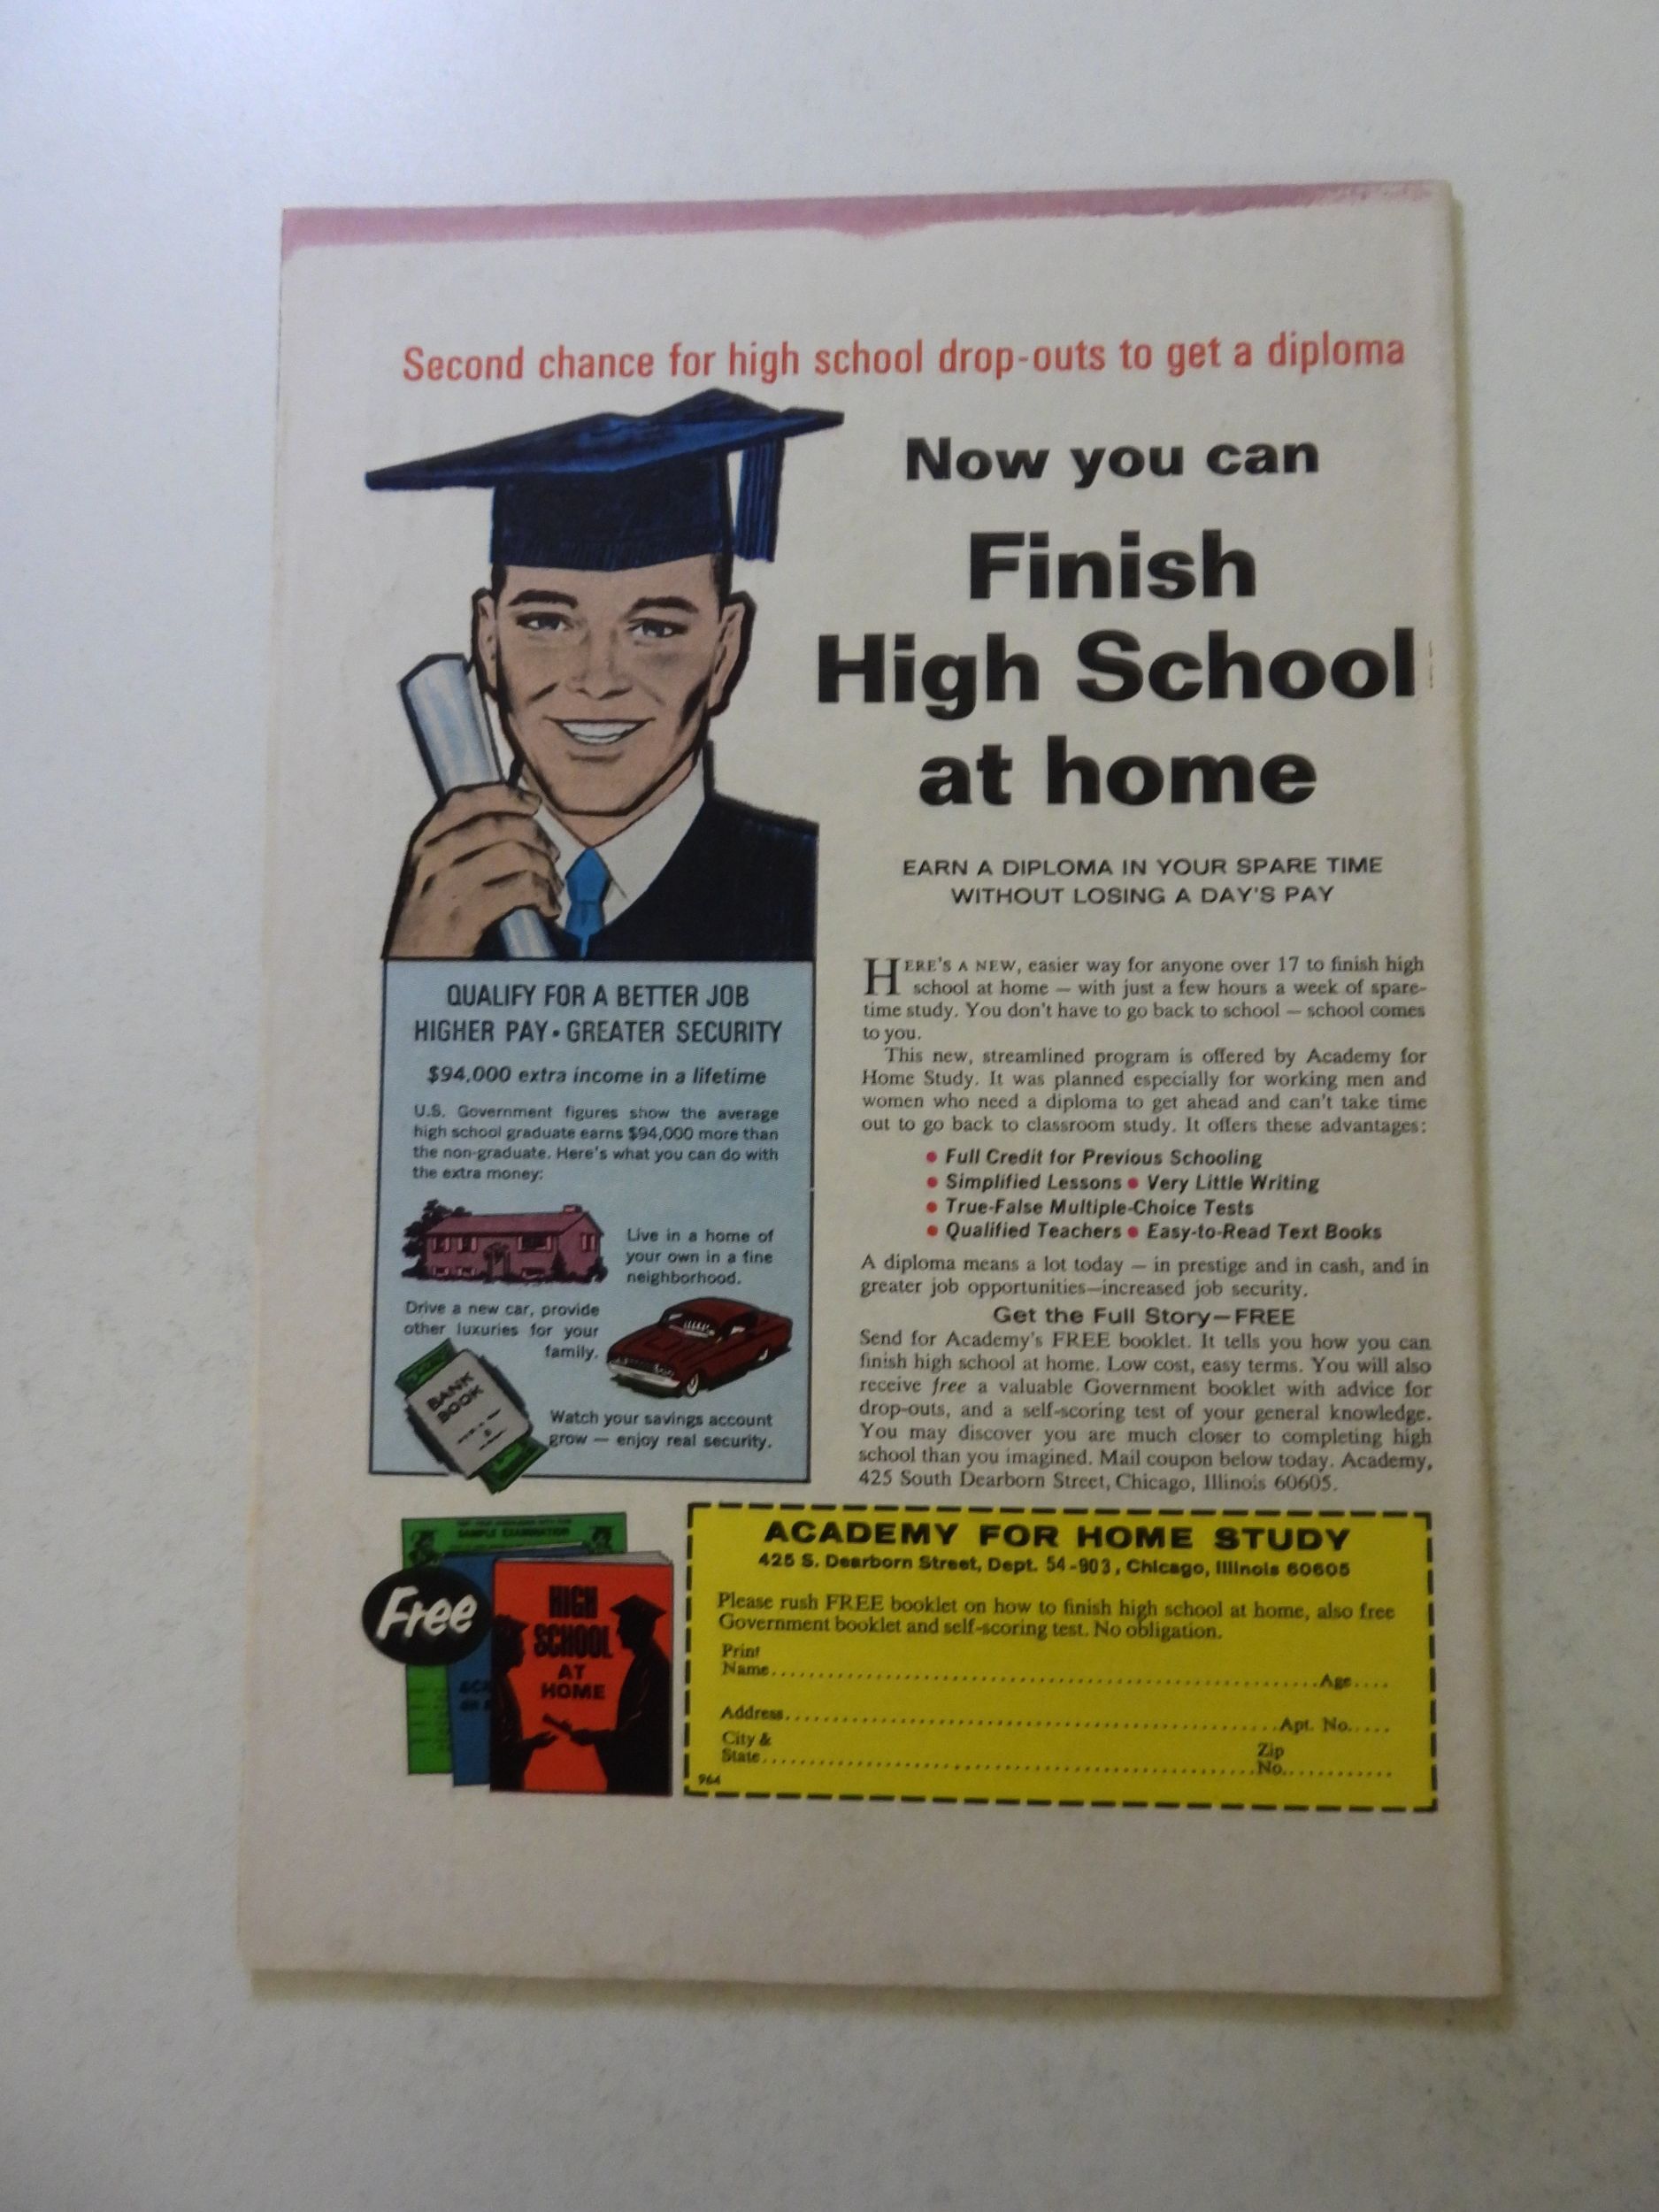 Second chance for high school drop-outs to get a diploma
Now you can
Finish
High School
at home
EARN A DIPLOMA IN YOUR SPARE TIME
WITHOUT LOSING A DAY'S PAY
HERE'S A NEW, easier way for anyone over 17 to finish high
school at home — with just a few hours a week of spare-
time study. You don't have to go back to school — school comes
to you.
This new, streamlined program is offered by Academy for
Home Study. It was planned especially for working men and
women who need a diploma to get ahead and can't take time
out to go back to classroom study. It offers these advantages:
• Full Credit for Previous Schooling
• Simplified Lessons • Very Little Writing
• True-False Multiple-Choice Tests
• Qualified Teachers • Easy-to-Read Text Books
A diploma means a lot today — in prestige and in cash, and in
greater job opportunities—increased job security.
Get the Full Story—FREE
Send for Academy's FREE booklet. It tells you how you can
finish high school at home. Low cost, easy terms. You will also
receive free a valuable Government booklet with advice for
drop-outs, and a self-scoring test of your general knowledge.
You may discover you are much closer to completing high
school than you imagined. Mail coupon below today. Academy,
425 South Dearborn Street, Chicago, Illinois 60605.
QUALIFY FOR A BETTER JOB
HIGHER PAY • GREATER SECURITY
$94,000 extra income in a lifetime
U.S. Government figures show the average
high school graduate earns $94,000 more than
the non-graduate. Here's what you can do with
the extra money:
Live in a home of
your own in a fine
neighborhood.
Drive a new car, provide
other luxuries for your
family.
BANK
BOOK
Watch your savings account
grow — enjoy real security.
SAMPLE EXAMINATION
Free
HIGH
SCHOOL
AT
HOME
ACADEMY FOR HOME STUDY
425 S. Dearborn Street, Dept. 54-903, Chicago, Illinois 60605
Please rush FREE booklet on how to finish high school at home, also free
Government booklet and self-scoring test. No obligation.
Print
Name.......... Age....
Address.......... Apt. No.....
City & Zip
State.......... No............
964